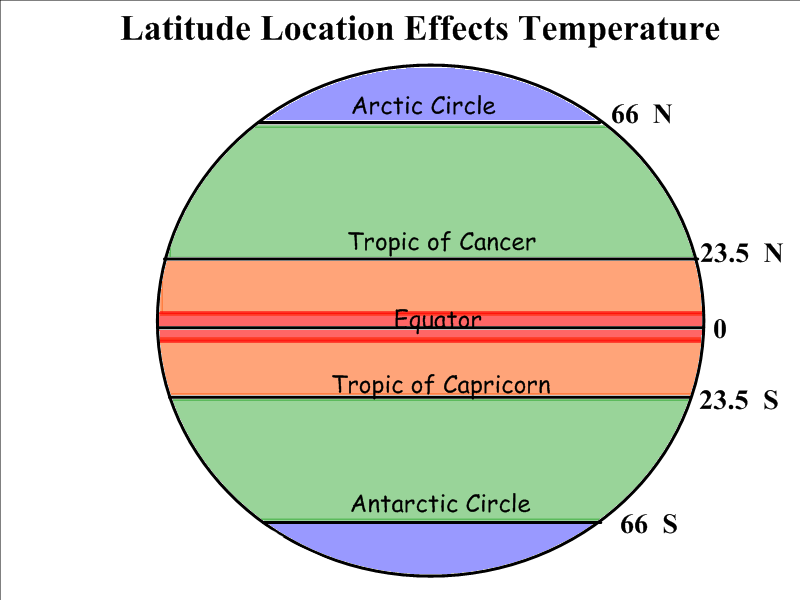 Latitude Location Effects Temperature
Arctic Circle
66 N
Tropic of Cancer
23.5 N
Equator
0
Tropic of Capricorn
23.5 S
Antarctic Circle
66 S